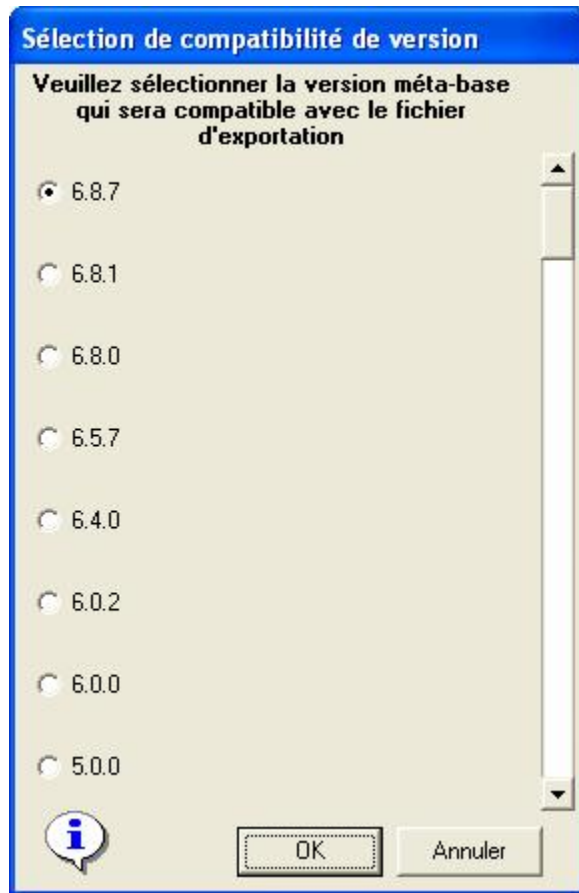 Sélection de compatibilité de version
Veuillez sélectionner la version méta-base
qui sera compatible avec le fichier
d'exportation
6.8.7
6.8.1
6.8.0
6.5.7
6.4.0
6.0.2
6.0.0
5.0.0
OK
Annuler